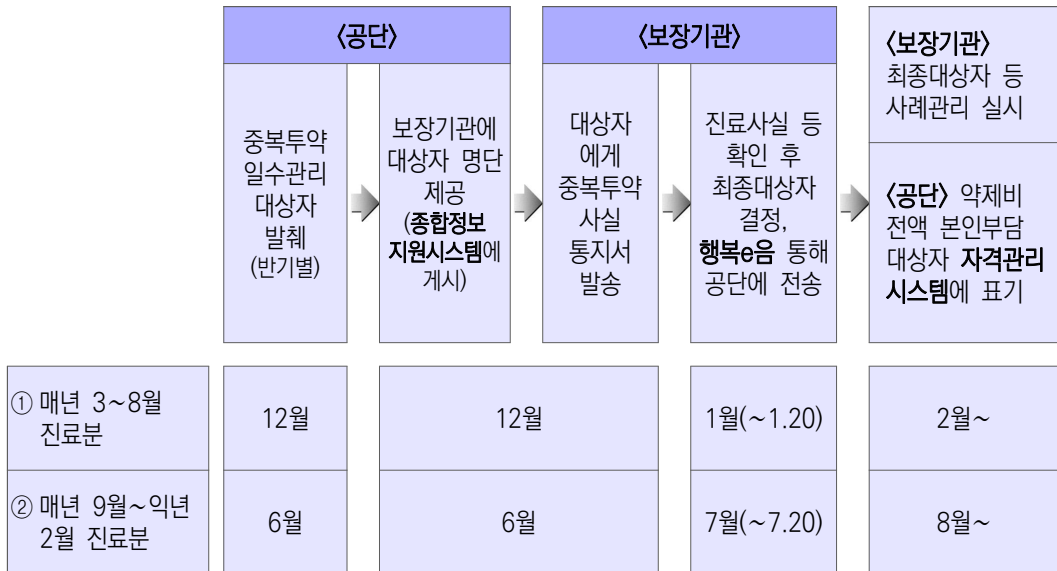 〈공단〉
중복투약
일수관리
대상자
발췌
(반기별)
보장기관에
대상자 명단
제공
(종합정보
지원시스템에
게시)
〈보장기관〉
대상자
에게
중복투약
사실
통지서
발송
진료사실 등
확인 후
최종대상자
결정,
행복e음 통해
공단에 전송
〈보장기관〉
최종대상자 등
사례관리 실시
〈공단〉 약제비
전액 본인부담
대상자 자격관리
시스템에 표기
① 매년 3～8월
진료분
12월
12월
1월(～1.20)
2월～
② 매년 9월～익년
2월 진료분
6월
6월
7월(～7.20)
8월～